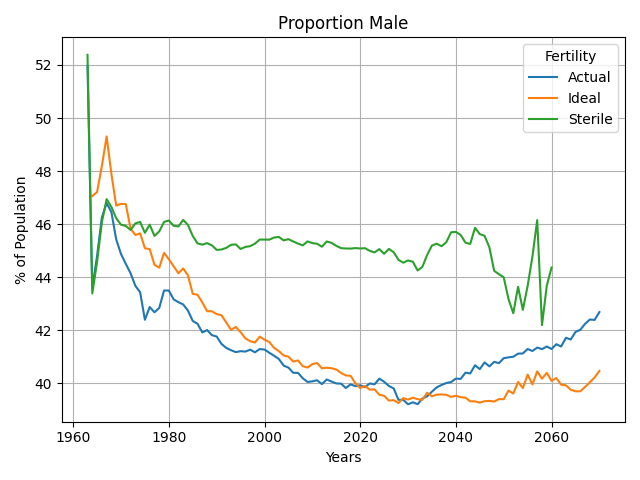 Proportion Male
% of Population
52
50
48
46
44
42
40
Fertility
Actual
Ideal
Sterile
1960 1980 2000 2020 2040 2060
Years